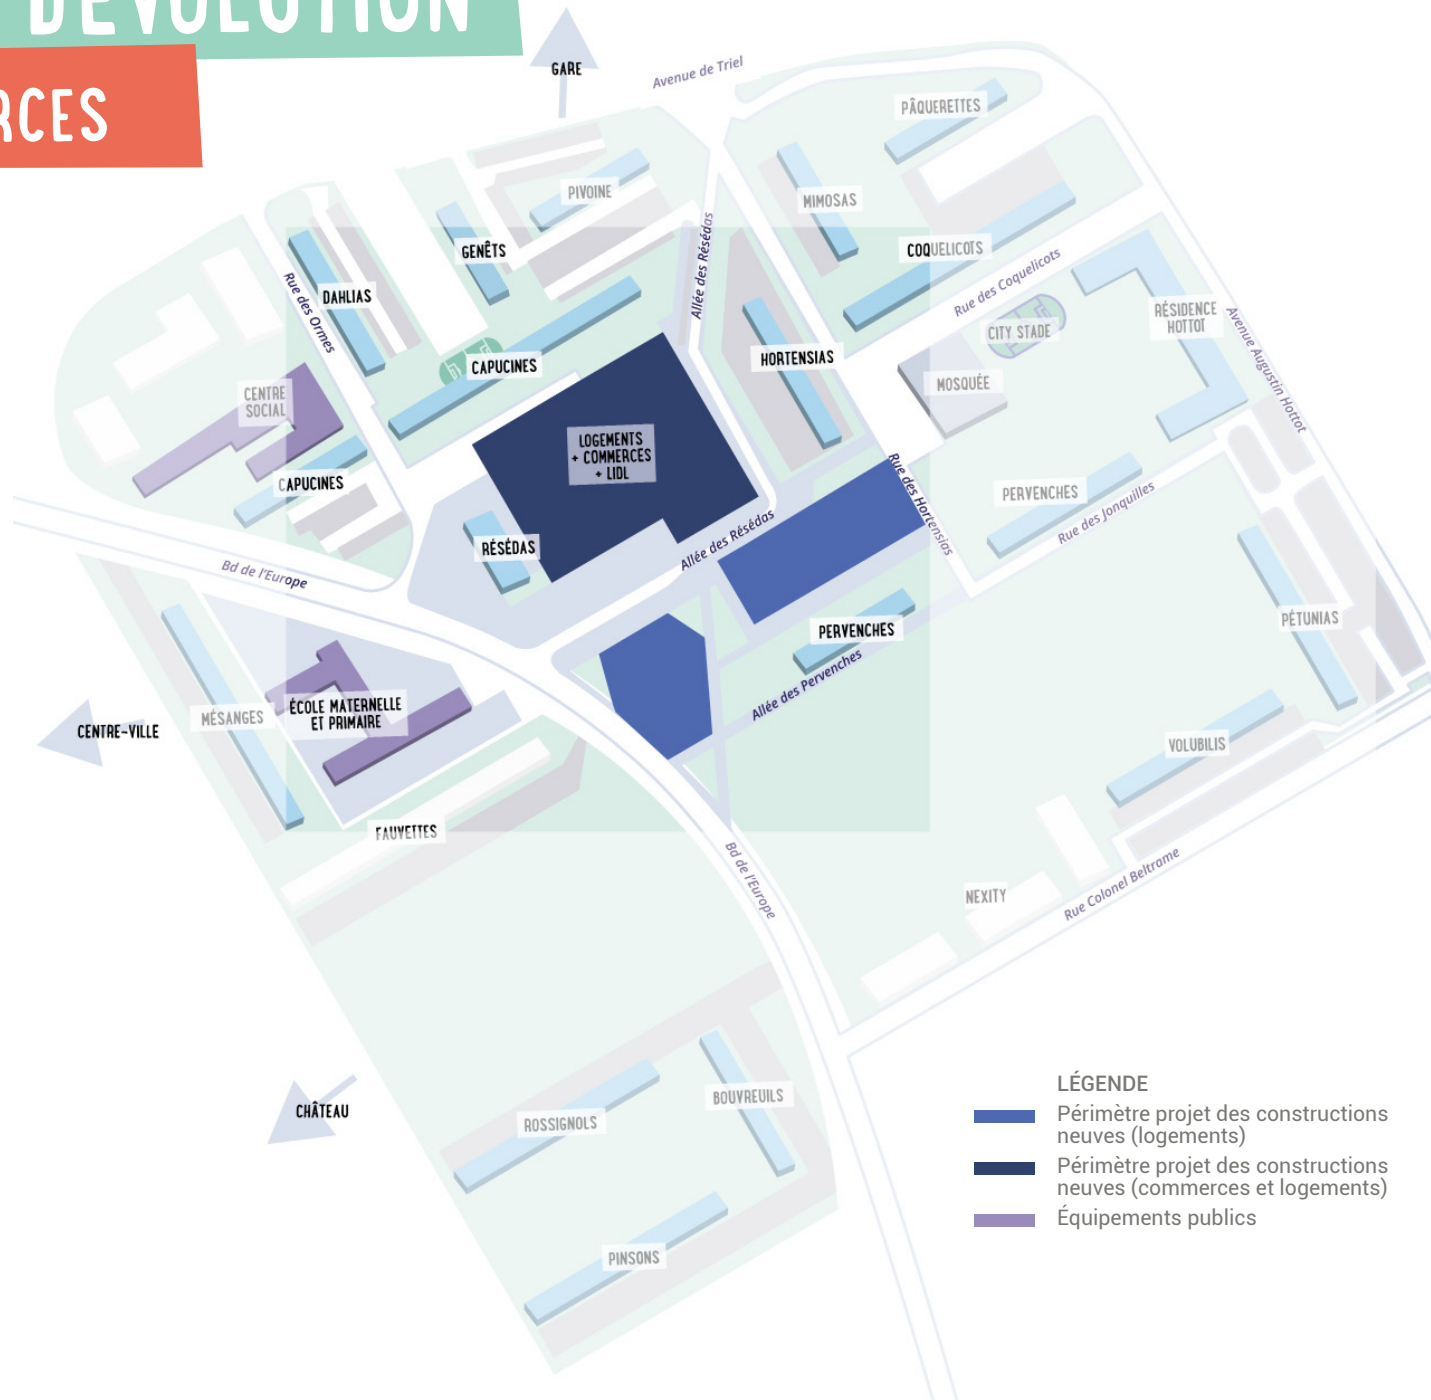 D'ÉVOLUTION
RCES
GARE
Avenue de Triel
PÂQUERETTES
PIVOINE
MIMOSAS
GENÊTS
COQUELICOTS
Allée des Résédas
Rue des Ormes
DAHLIAS
Rue des Coquelicots
RÉSIDENCE
HOTTOT
CITY STADE
Avenue Augustin Hottot
CAPUCINES
HORTENSIAS
MOSQUÉE
CENTRE
SOCIAL
LOGEMENTS
+ COMMERCES
+ LIDL
CAPUCINES
Rue des Hortensias
PERVENCHES
Rue des Jonquilles
RÉSÉDAS
Allée des Résédas
Bd de l'Europe
PERVENCHES
PÉTUNIAS
Allée des Pervenches
MÉSANGES
ÉCOLE MATERNELLE
ET PRIMAIRE
CENTRE-VILLE
VOLUBILIS
FAUVETTES
Bd de l'Europe
NEXITY
Rue Colonel Beltrame
CHÂTEAU
ROSSIGNOLS
BOUVREUILS
PINSONS
LÉGENDE
Périmètre projet des constructions
neuves (logements)
Périmètre projet des constructions
neuves (commerces et logements)
Équipements publics